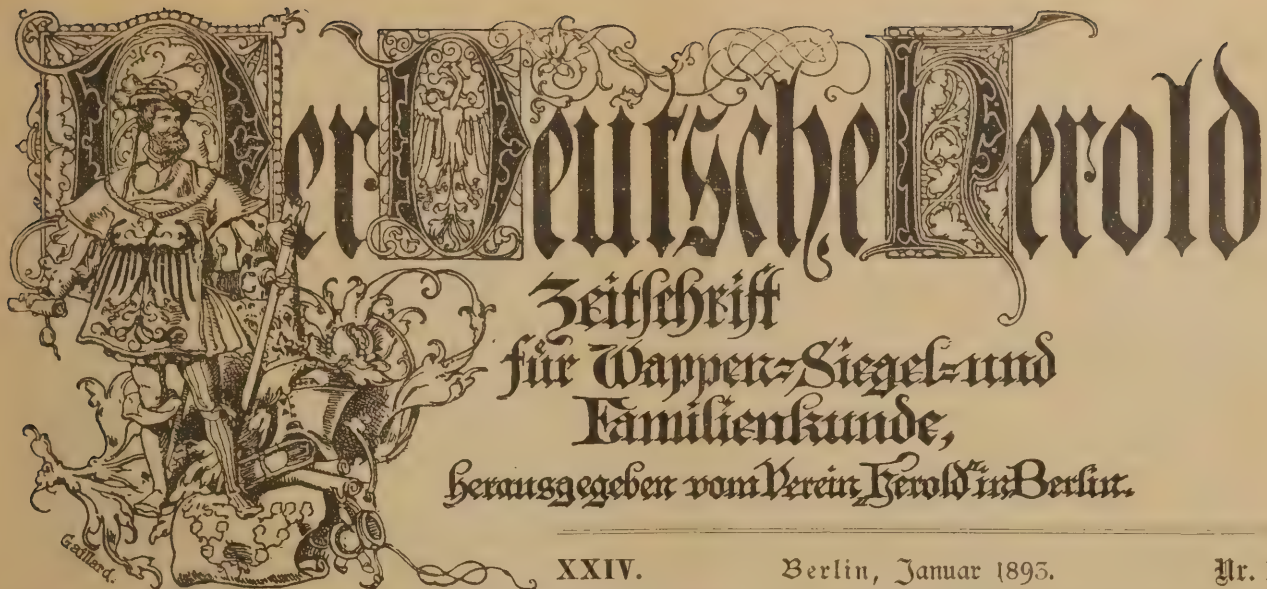 Der Deutsche Herold
Zeitschrift
für Wappen-Siegel- und
Familienkunde,
herausgegeben vom Verein „Herold" in Berlin.
Gaillard.
XXIV. Berlin, Januar 1893. Nr.